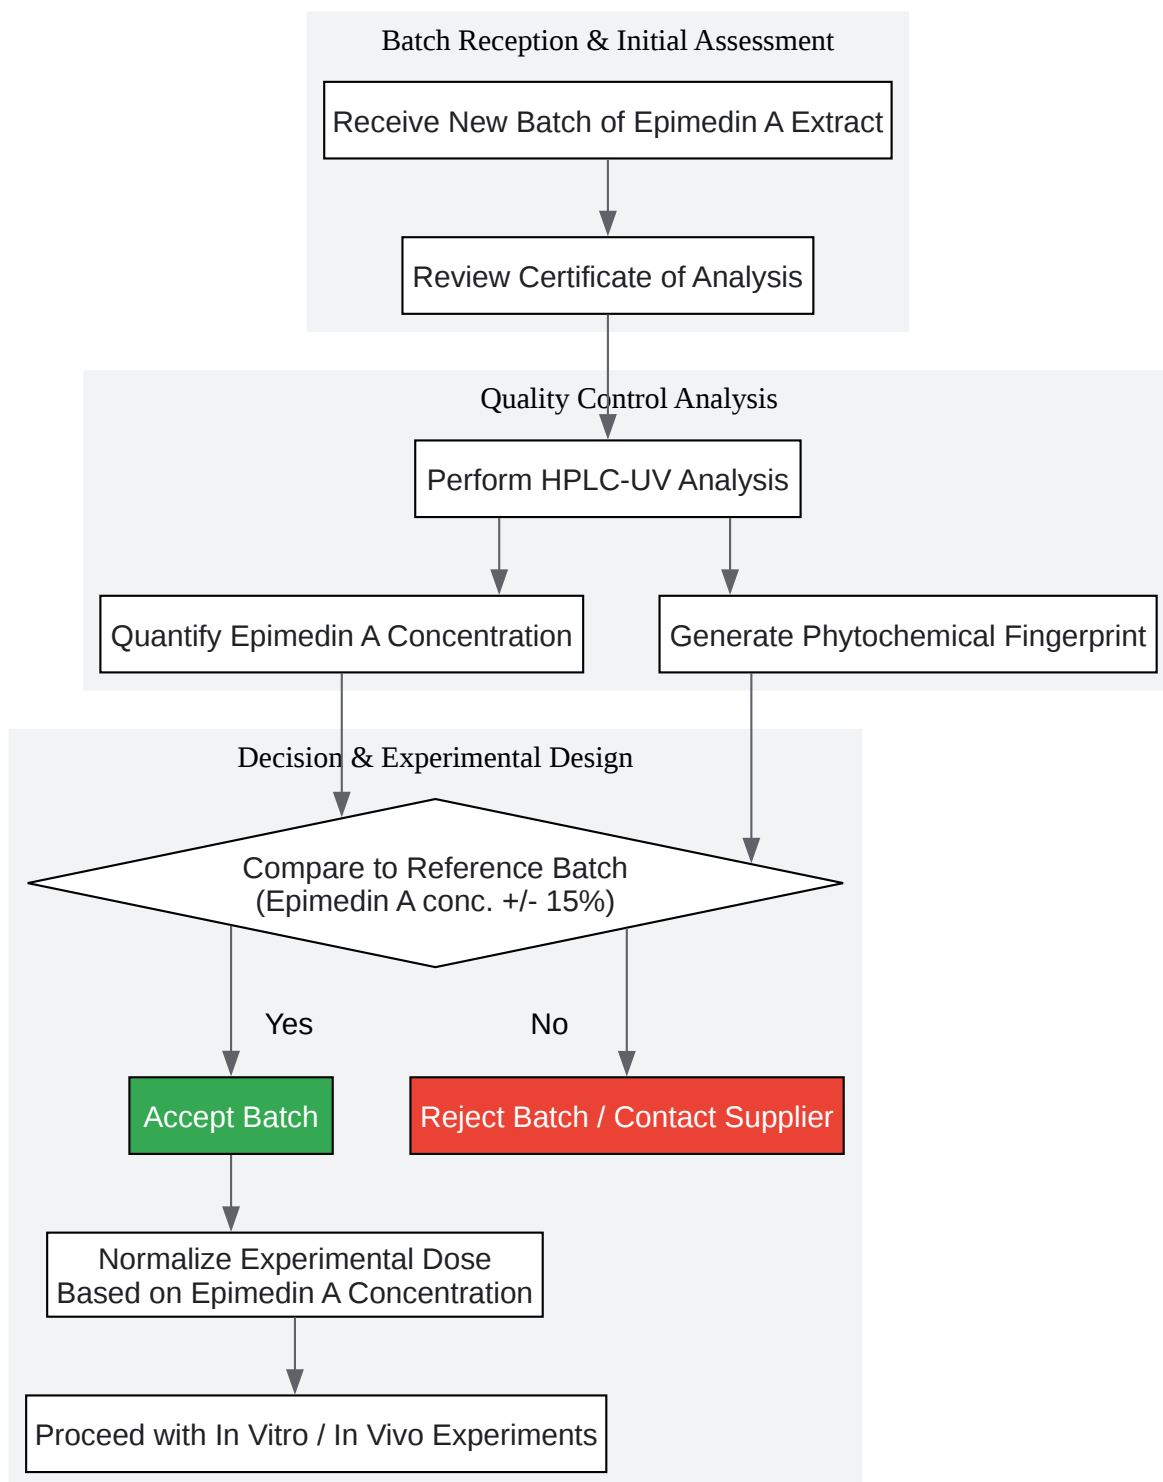 Batch Reception & Initial Assessment
Receive New Batch of Epimedin A Extract
Review Certificate of Analysis
Quality Control Analysis
Perform HPLC-UV Analysis
Quantify Epimedin A Concentration
Generate Phytochemical Fingerprint
Decision & Experimental Design
Compare to Reference Batch
(Epimedin A conc. +/- 15%)
Yes
No
Accept Batch
Reject Batch / Contact Supplier
Normalize Experimental Dose
Based on Epimedin A Concentration
Proceed with In Vitro / In Vivo Experiments